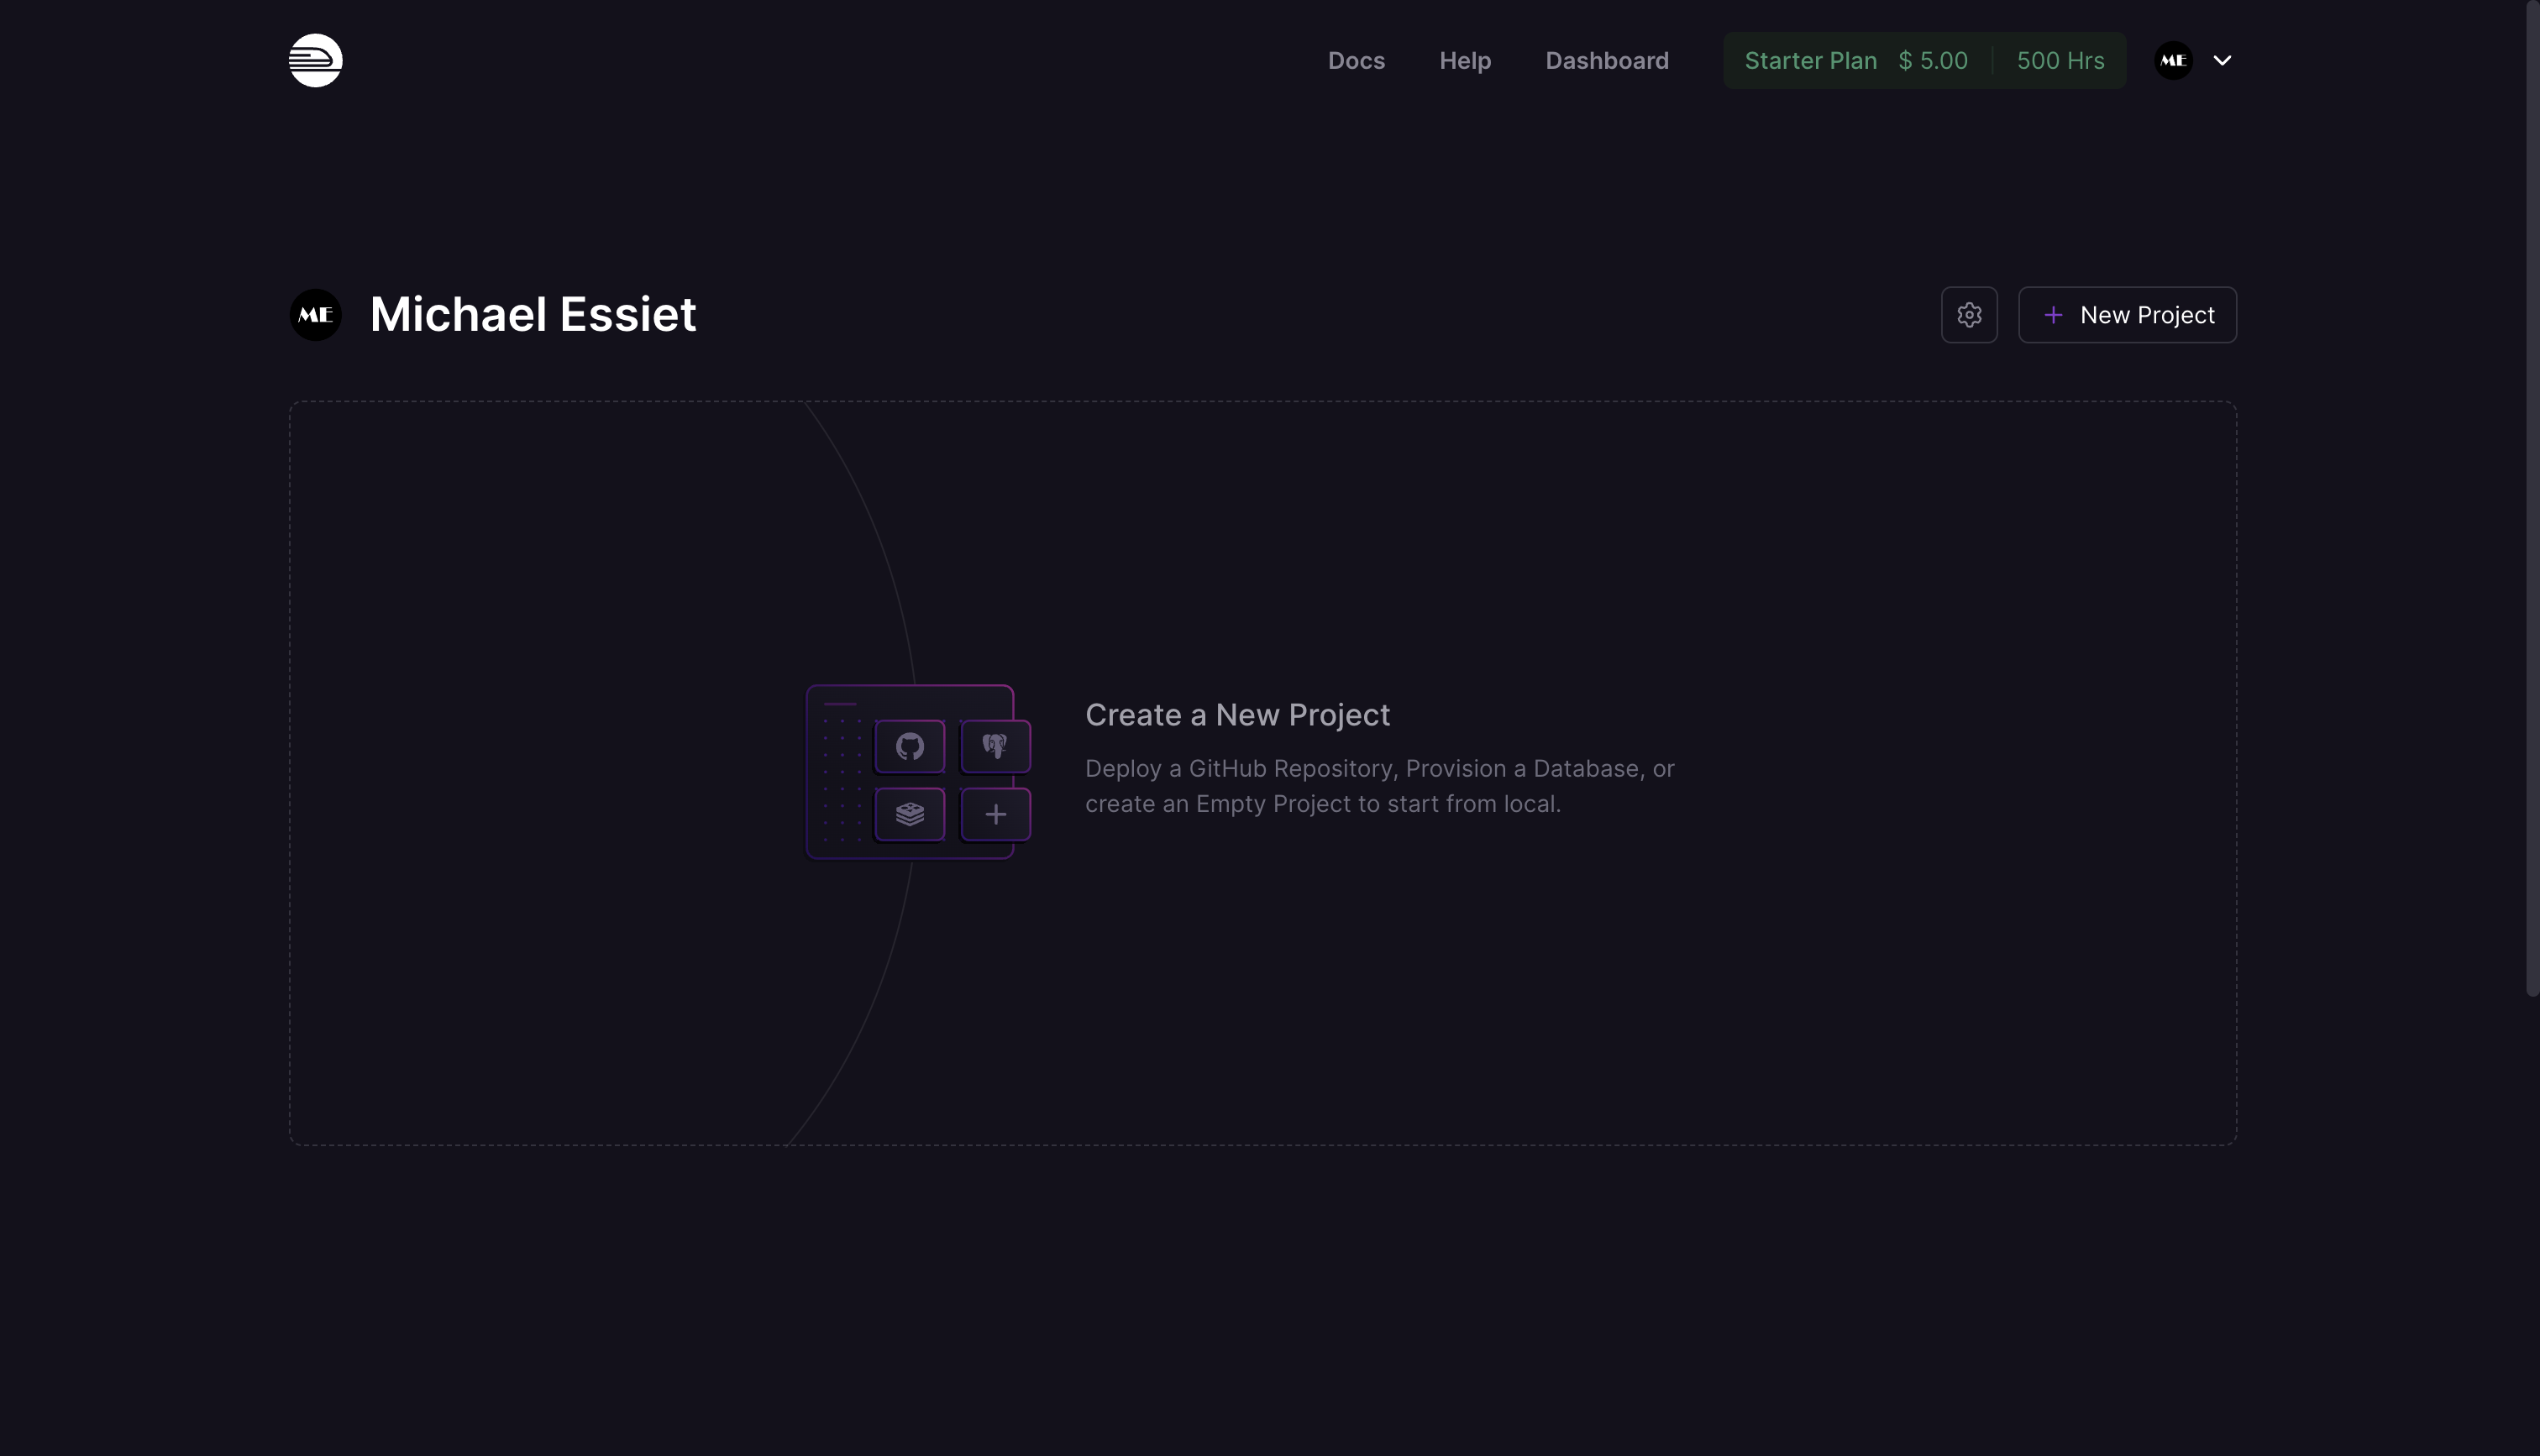 Docs Help Dashboard Starter Plan $ 5.00 500 Hrs ME
ME Michael Essiet New Project
Create a New Project
Deploy a GitHub Repository, Provision a Database, or
create an Empty Project to start from local.